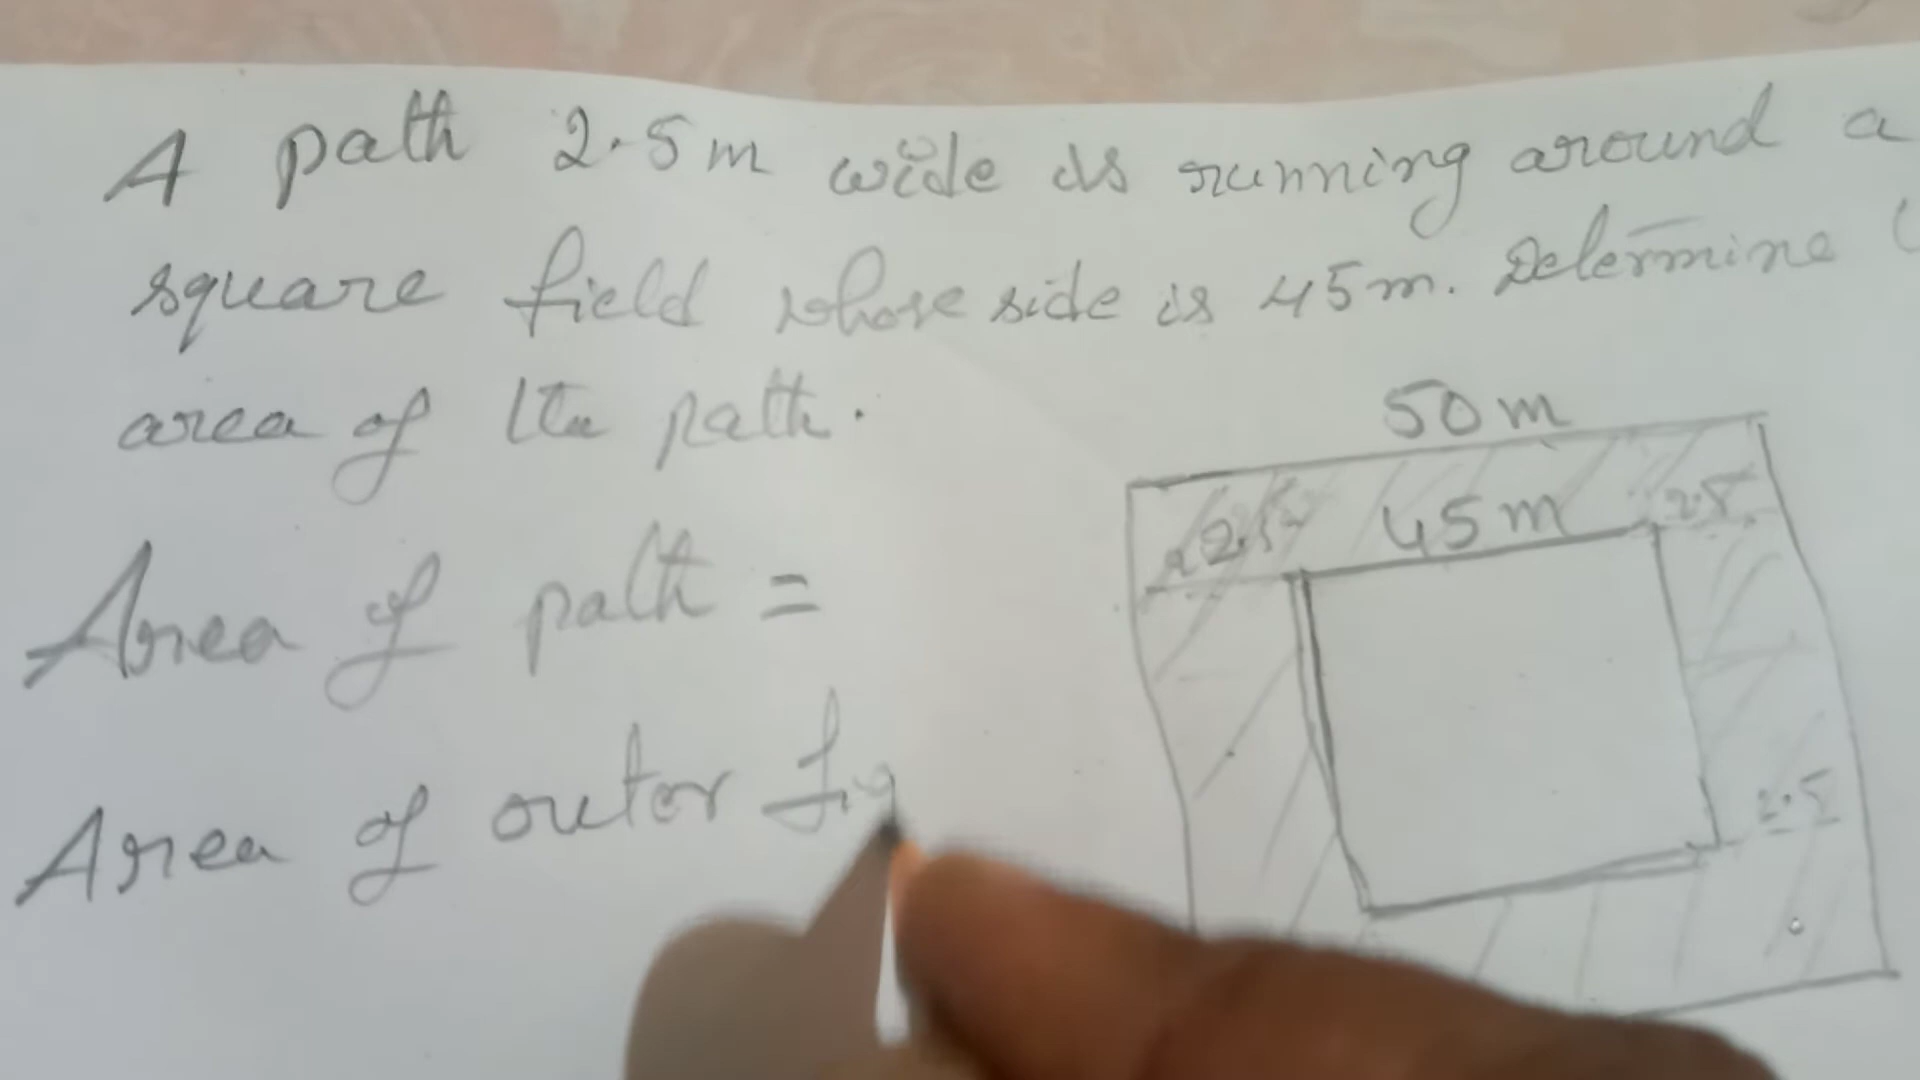 A path 2.5m wide is running around a
square field whose side is 45m. Determine
area of the path.
50 m
2.5
45 m
2.5
Area of path =
Area of outer fig
2.5